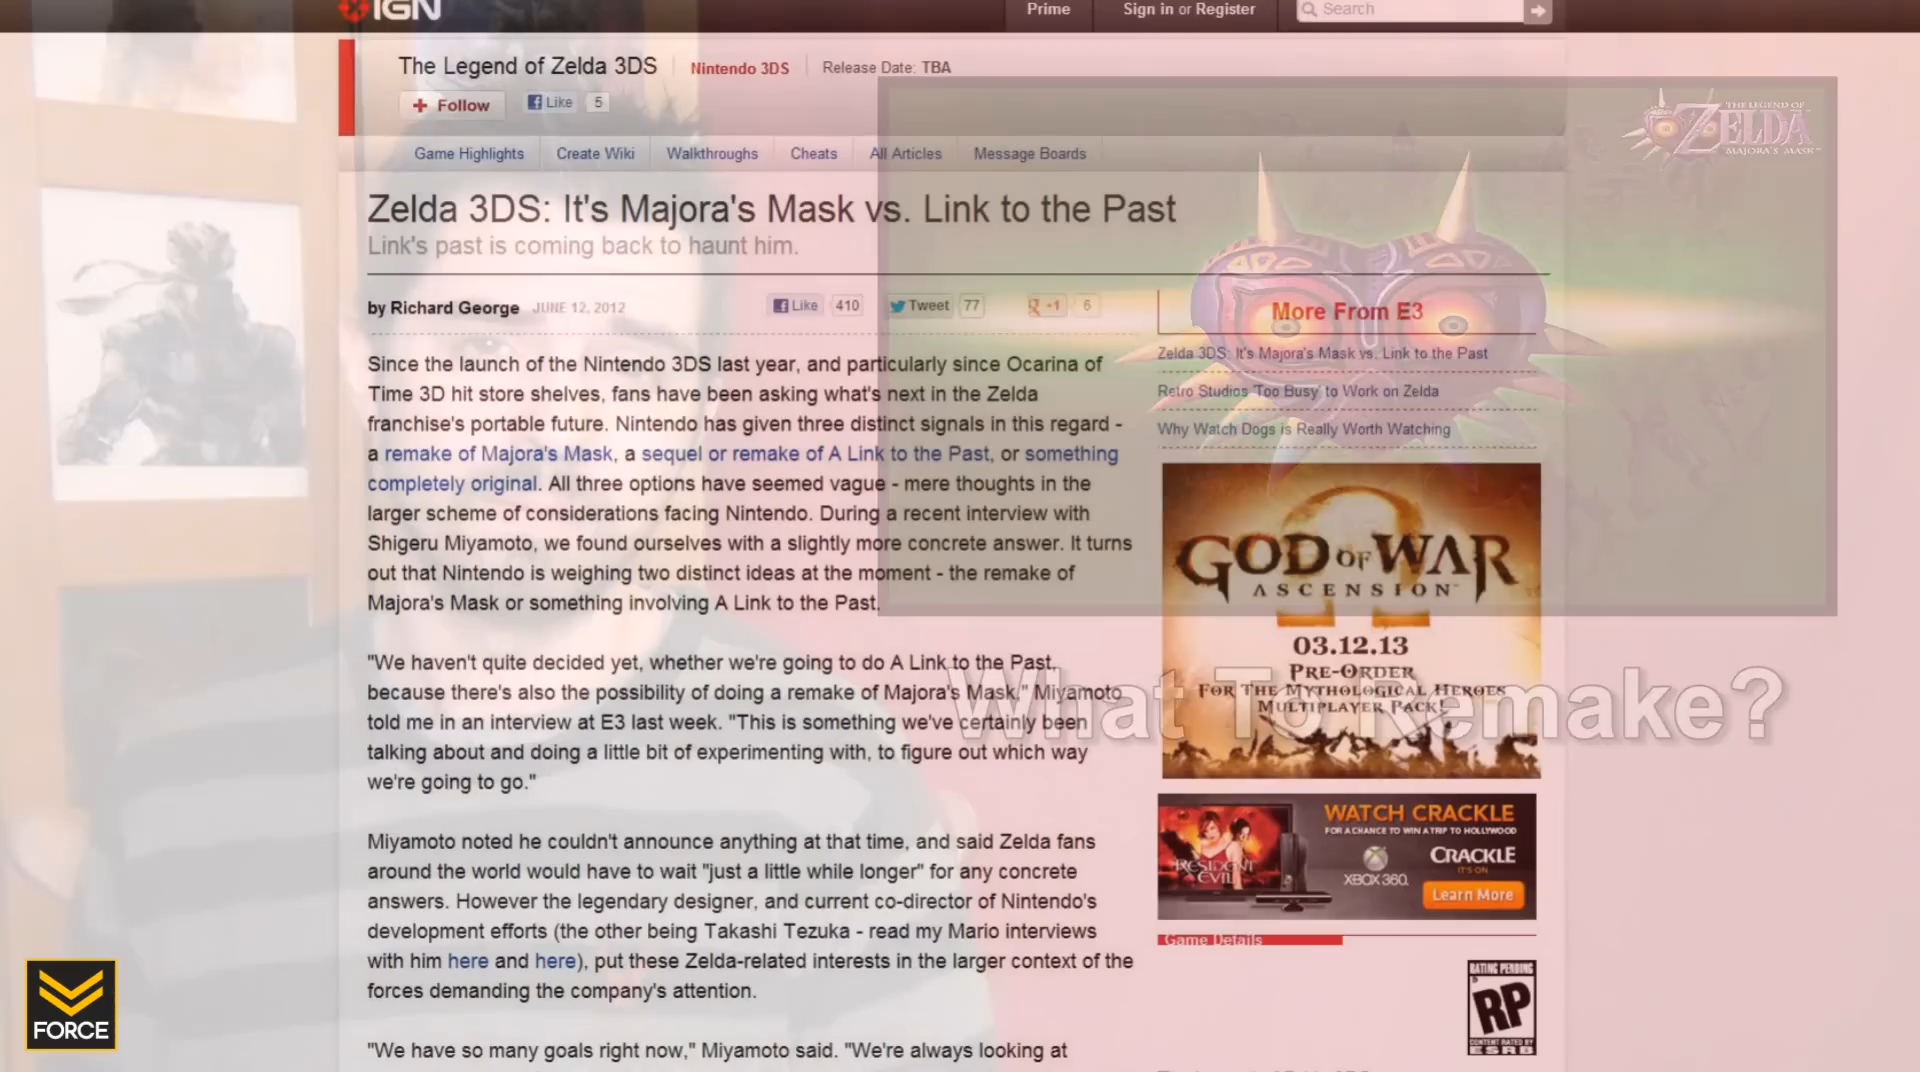 IGN
Prime
Sign in or Register
Search
The Legend of Zelda 3DS
Nintendo 3DS
Release Date: TBA
+ Follow
Like 5
Game Highlights
Create Wiki
Walkthroughs
Cheats
All Articles
Message Boards
THE LEGEND OF
ZELDA
MAJORA'S MASK
Zelda 3DS: It's Majora's Mask vs. Link to the Past
Link's past is coming back to haunt him.
by Richard George JUNE 12, 2012
Like 410
Tweet 77
+1 6
Since the launch of the Nintendo 3DS last year, and particularly since Ocarina of
Time 3D hit store shelves, fans have been asking what's next in the Zelda
franchise's portable future. Nintendo has given three distinct signals in this regard -
a remake of Majora's Mask, a sequel or remake of A Link to the Past, or something
completely original. All three options have seemed vague - mere thoughts in the
larger scheme of considerations facing Nintendo. During a recent interview with
Shigeru Miyamoto, we found ourselves with a slightly more concrete answer. It turns
out that Nintendo is weighing two distinct ideas at the moment - the remake of
Majora's Mask or something involving A Link to the Past.
"We haven't quite decided yet, whether we're going to do A Link to the Past,
because there's also the possibility of doing a remake of Majora's Mask," Miyamoto
told me in an interview at E3 last week. "This is something we've certainly been
talking about and doing a little bit of experimenting with, to figure out which way
we're going to go."
Miyamoto noted he couldn't announce anything at that time, and said Zelda fans
around the world would have to wait "just a little while longer" for any concrete
answers. However the legendary designer, and current co-director of Nintendo's
development efforts (the other being Takashi Tezuka - read my Mario interviews
with him here and here), put these Zelda-related interests in the larger context of the
forces demanding the company's attention.
"We have so many goals right now," Miyamoto said. "We're always looking at
More From E3
Zelda 3DS: It's Majora's Mask vs. Link to the Past
Retro Studios 'Too Busy' to Work on Zelda
Why Watch Dogs is Really Worth Watching
GOD OF WAR
ASCENSION
03.12.13
PRE-ORDER
FOR THE MYTHOLOGICAL HEROES
MULTIPLAYER PACK!
What To Remake?
WATCH CRACKLE
FOR A CHANCE TO WIN A TRIP TO HOLLYWOOD
RESIDENT
EVIL
XBOX 360.
CRACKLE
IT'S ON
Learn More
Game Details
RATING PENDING
RP
CONTENT RATED BY
ESRB
FORCE